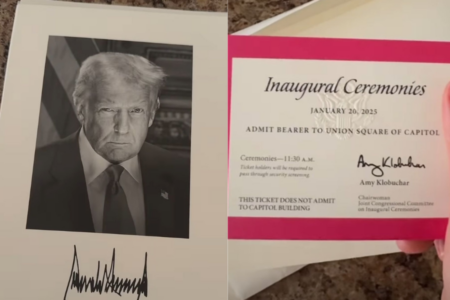 Inaugural Ceremonies
JANUARY 20, 2025
ADMIT BEARER TO UNION SQUARE OF CAPITOL
Ceremonies—11:30 A.M.
Ticket holders will be required to
pass through security screening
Amy Klobuchar
Amy Klobuchar
Chairwoman
Joint Congressional Committee
on Inaugural Ceremonies
THIS TICKET DOES NOT ADMIT
TO CAPITOL BUILDING